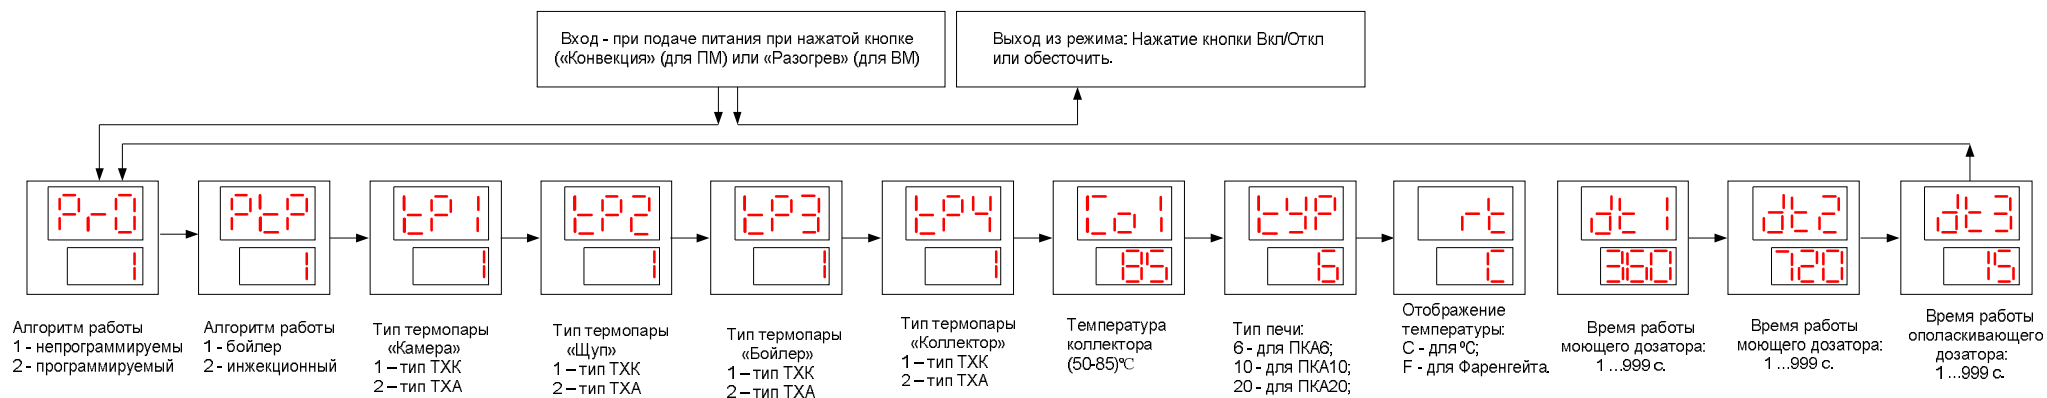 Вход - при подаче питания при нажатой кнопке
(«Конвекция» (для ПМ) или «Разогрев» (для ВМ)
Выход из режима: Нажатие кнопки Вкл/Откл
или обесточить.
Pr0
1
Алгоритм работы
1 - непрограммируемы
2 - программируемый
PtP
1
Алгоритм работы
1 - бойлер
2 - инжекционный
tP1
1
Тип термопары
«Камера»
1 – тип ТХК
2 – тип ТХА
tP2
1
Тип термопары
«Щуп»
1 – тип ТХК
2 – тип ТХА
tP3
1
Тип термопары
«Бойлер»
1 – тип ТХК
2 – тип ТХА
tP4
1
Тип термопары
«Коллектор»
1 – тип ТХК
2 – тип ТХА
Co1
85
Температура
коллектора
(50-85)°C
tYP
6
Тип печи:
6 - для ПКА6;
10 - для ПКА10;
20 - для ПКА20;
rt
C
Отображение
температуры:
С - для ºС;
F - для Фаренгейта.
dt1
360
Время работы
моющего дозатора:
1 ...999 с.
dt2
720
Время работы
моющего дозатора:
1 ...999 с.
dt3
15
Время работы
ополаскивающего
дозатора:
1 ...999 с.